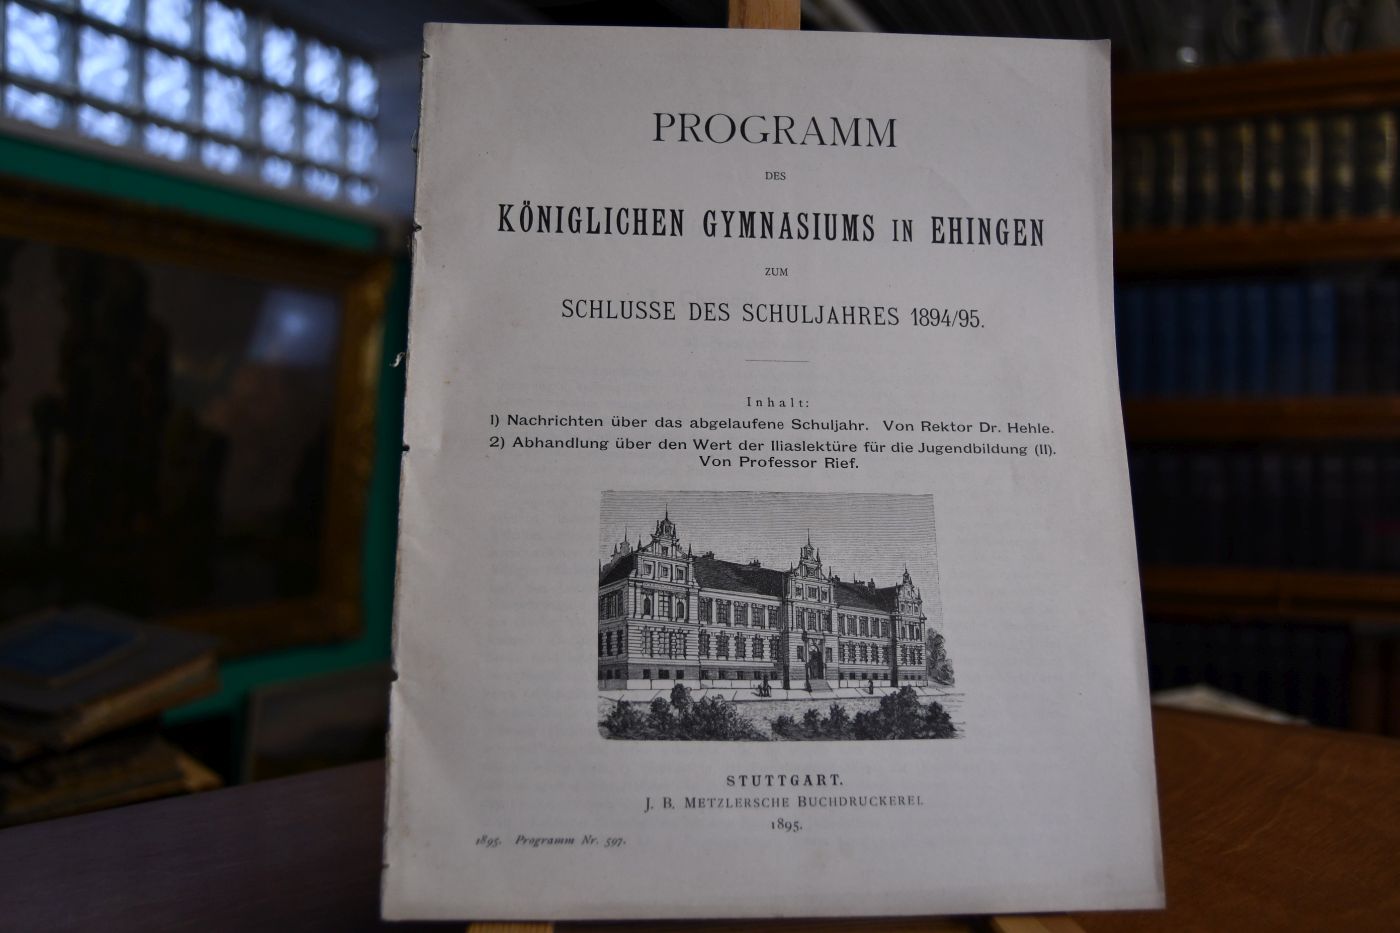 PROGRAMM
DES
KÖNIGLICHEN GYMNASIUMS IN EHINGEN
ZUM
SCHLUSSE DES SCHULJAHRES 1894/95.
Inhalt:
1) Nachrichten über das abgelaufene Schuljahr. Von Rektor Dr. Hehle.
2) Abhandlung über den Wert der Iliaslektüre für die Jugendbildung (II).
Von Professor Rief.
STUTTGART.
J. B. METZLERSCHE BUCHDRUCKEREI.
1895.
1895. Programm Nr. 597.